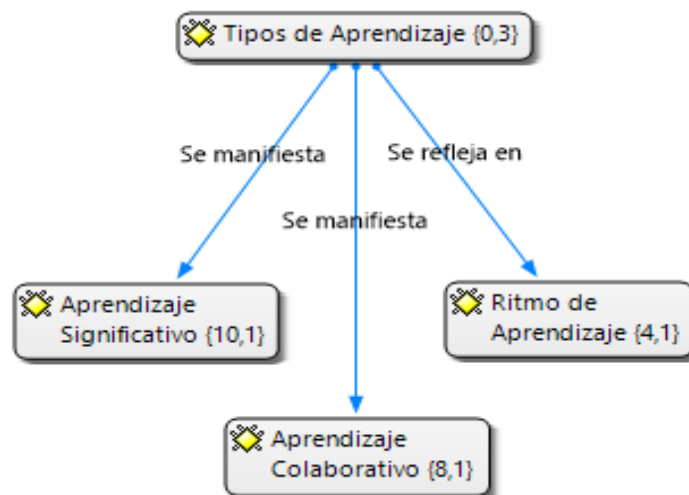 Tipos de Aprendizaje {0,3}
Se manifiesta
Se refleja en
Se manifiesta
Aprendizaje
Significativo {10,1}
Ritmo de
Aprendizaje {4,1}
Aprendizaje
Colaborativo {8,1}